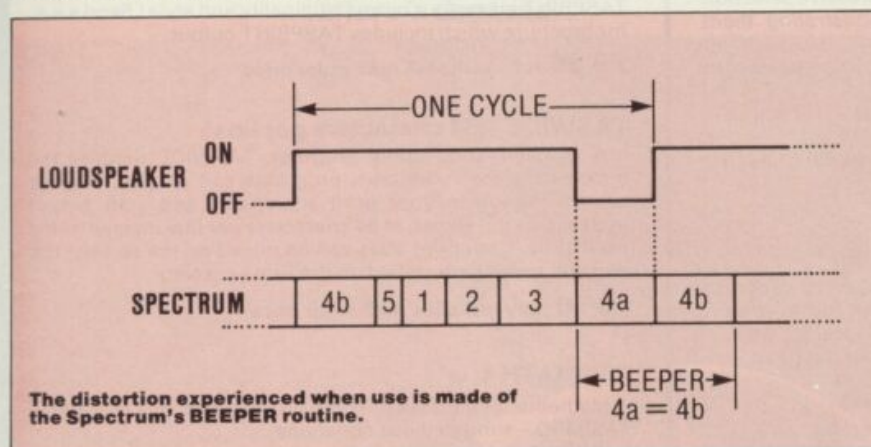 ONE CYCLE
ON
LOUDSPEAKER
OFF
SPECTRUM 4b 5 1 2 3 4a 4b
BEEPER
4a = 4b
The distortion experienced when use is made of
the Spectrum's BEEPER routine.